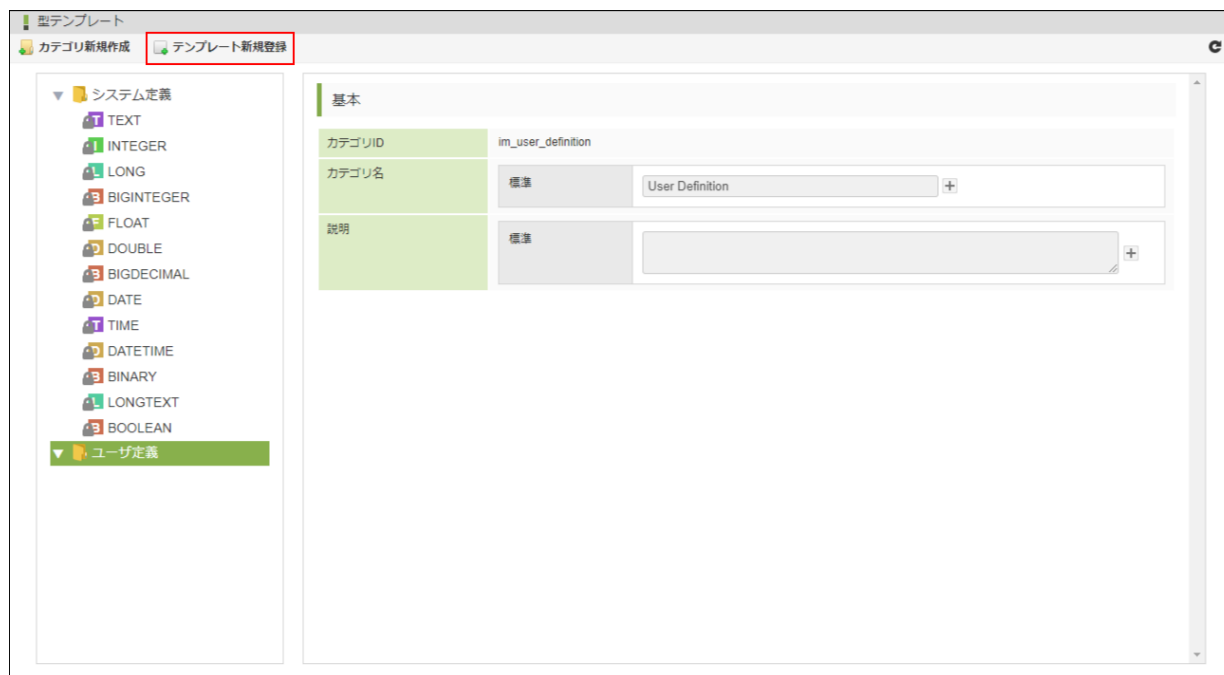 型テンプレート
カテゴリ新規作成 テンプレート新規登録
システム定義
TEXT
INTEGER
LONG
BIGINTEGER
FLOAT
DOUBLE
BIGDECIMAL
DATE
TIME
DATETIME
BINARY
LONGTEXT
BOOLEAN
ユーザ定義
基本
カテゴリID im_user_definition
カテゴリ名 標準 User Definition
説明 標準